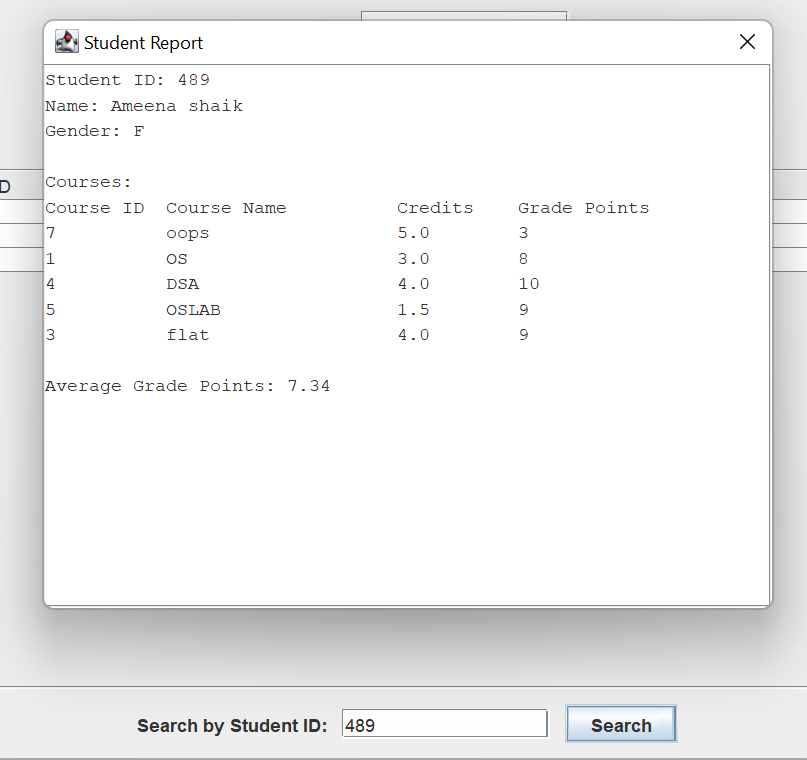 Student Report
Student ID: 489
Name: Ameena shaik
Gender: F
Courses:
Course ID Course Name Credits Grade Points
7 oops 5.0 3
1 OS 3.0 8
4 DSA 4.0 10
5 OSLAB 1.5 9
3 flat 4.0 9
Average Grade Points: 7.34
Search by Student ID: 489 Search